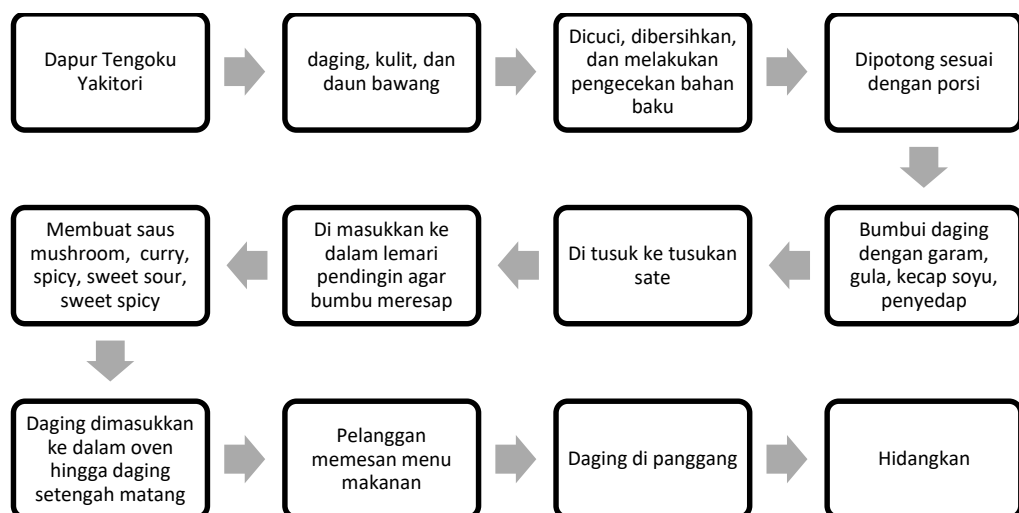 Dapur Tengoku
Yakitori
daging, kulit, dan
daun bawang
Dicuci, dibersihkan,
dan melakukan
pengecekan bahan
baku
Dipotong sesuai
dengan porsi
Bumbui daging
dengan garam,
gula, kecap soyu,
penyedap
Di tusuk ke tusukan
sate
Di masukkan ke
dalam lemari
pendingin agar
bumbu meresap
Membuat saus
mushroom,  curry,
spicy, sweet sour,
sweet spicy
Daging dimasukkan
ke dalam oven
hingga daging
setengah matang
Pelanggan
memesan menu
makanan
Daging di panggang
Hidangkan